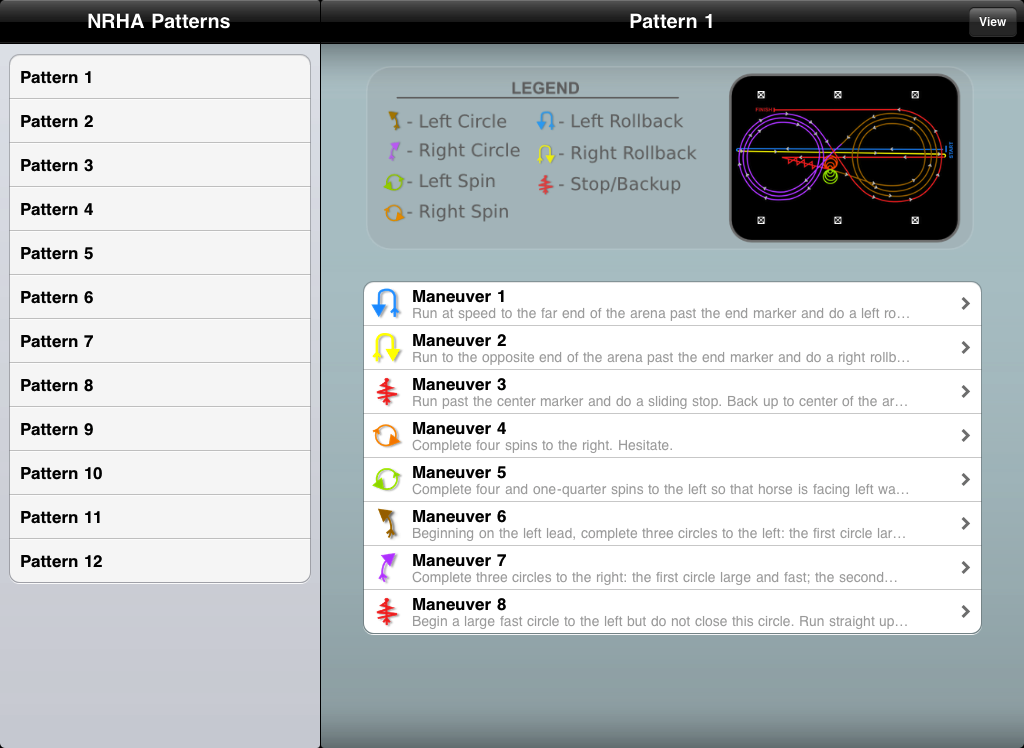 NRHA Patterns
Pattern 1
Pattern 2
Pattern 3
Pattern 4
Pattern 5
Pattern 6
Pattern 7
Pattern 8
Pattern 9
Pattern 10
Pattern 11
Pattern 12
Pattern 1
View
LEGEND
- Left Circle
- Right Circle
- Left Spin
- Right Spin
- Left Rollback
- Right Rollback
- Stop/Backup
FINISH
START
Maneuver 1
Run at speed to the far end of the arena past the end marker and do a left ro…
Maneuver 2
Run to the opposite end of the arena past the end marker and do a right rollb…
Maneuver 3
Run past the center marker and do a sliding stop. Back up to center of the ar…
Maneuver 4
Complete four spins to the right. Hesitate.
Maneuver 5
Complete four and one-quarter spins to the left so that horse is facing left wa…
Maneuver 6
Beginning on the left lead, complete three circles to the left: the first circle lar…
Maneuver 7
Complete three circles to the right: the first circle large and fast; the second…
Maneuver 8
Begin a large fast circle to the left but do not close this circle. Run straight up…